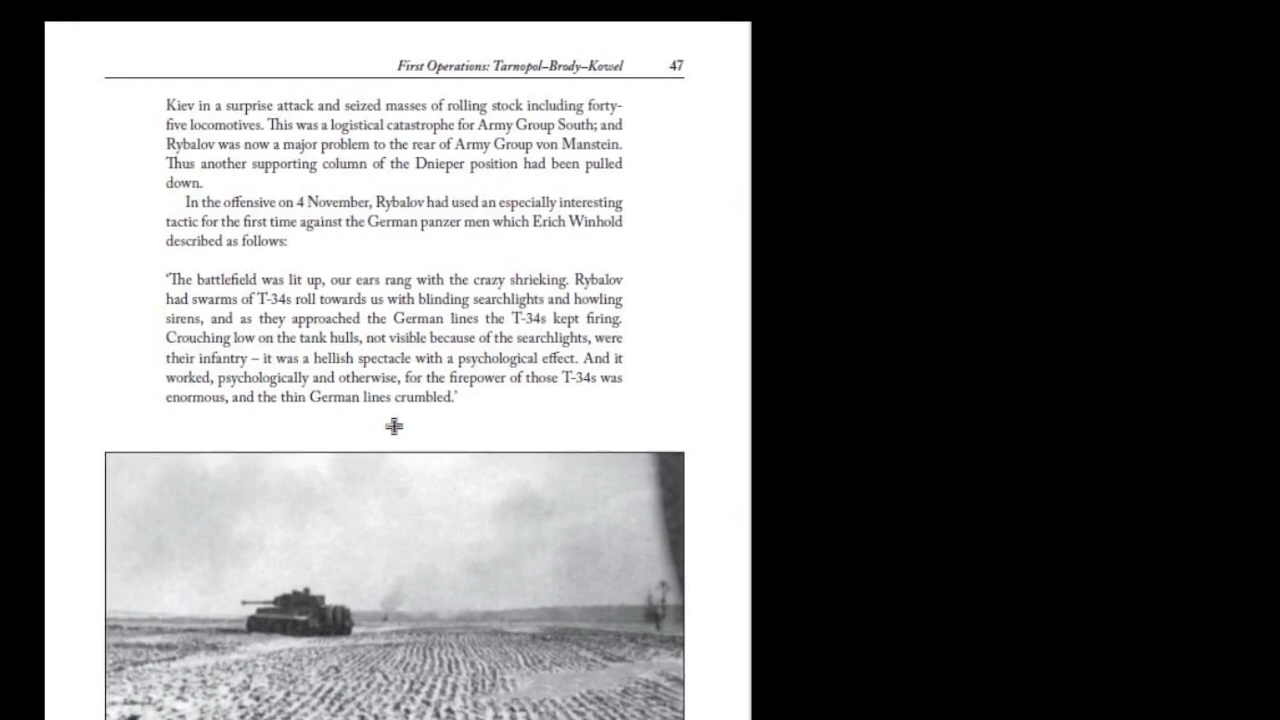 First Operations: Tarnopol–Brody–Kowel 47
Kiev in a surprise attack and seized masses of rolling stock including forty-
five locomotives. This was a logistical catastrophe for Army Group South; and
Rybalov was now a major problem to the rear of Army Group von Manstein.
Thus another supporting column of the Dnieper position had been pulled
down.
In the offensive on 4 November, Rybalov had used an especially interesting
tactic for the first time against the German panzer men which Erich Winhold
described as follows:
‘The battlefield was lit up, our ears rang with the crazy shrieking. Rybalov
had swarms of T-34s roll towards us with blinding searchlights and howling
sirens, and as they approached the German lines the T-34s kept firing.
Crouching low on the tank hulls, not visible because of the searchlights, were
their infantry – it was a hellish spectacle with a psychological effect. And it
worked, psychologically and otherwise, for the firepower of those T-34s was
enormous, and the thin German lines crumbled.’